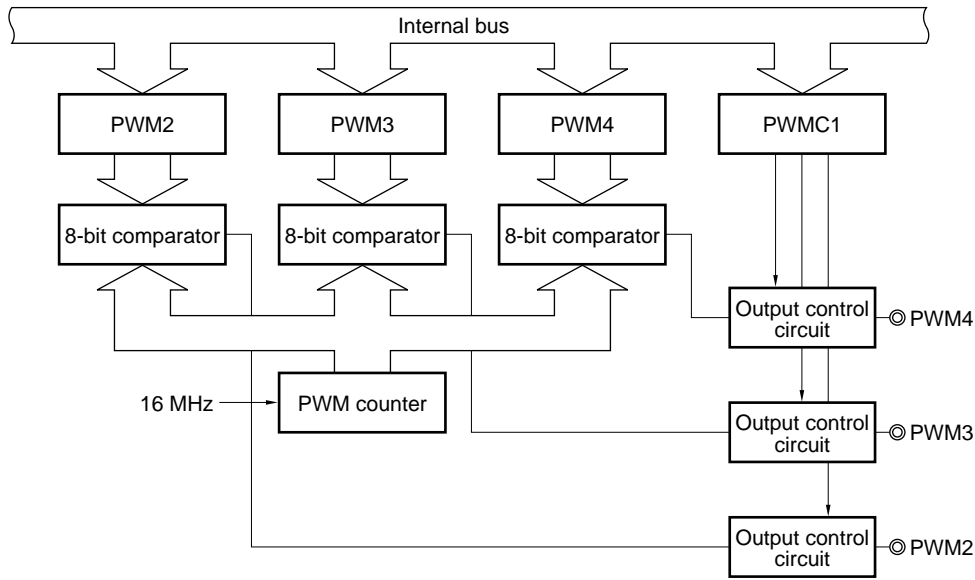 Internal bus
PWM2
PWM3
PWM4
PWMC1
8-bit comparator
8-bit comparator
8-bit comparator
Output control
circuit
PWM4
16 MHz
PWM counter
Output control
circuit
PWM3
Output control
circuit
PWM2